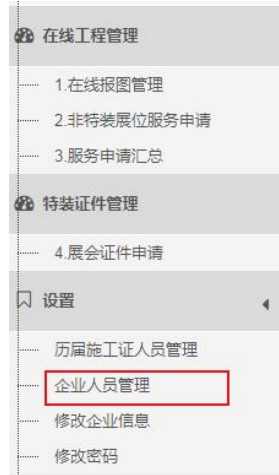 在线工程管理
1.在线报图管理
2.非特装展位服务申请
3.服务申请汇总
特装证件管理
4.展会证件申请
设置
历届施工证人员管理
企业人员管理
修改企业信息
修改密码